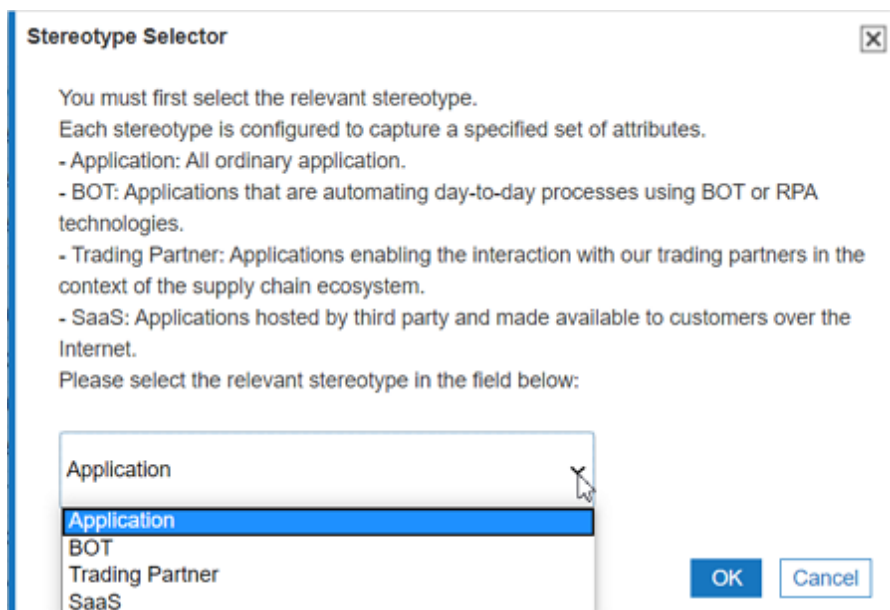 Stereotype Selector
You must first select the relevant stereotype.
Each stereotype is configured to capture a specified set of attributes.
- Application: All ordinary application.
- BOT: Applications that are automating day-to-day processes using BOT or RPA
technologies.
- Trading Partner: Applications enabling the interaction with our trading partners in the
context of the supply chain ecosystem.
- SaaS: Applications hosted by third party and made available to customers over the
Internet.
Please select the relevant stereotype in the field below:
Application
Application
BOT
Trading Partner
SaaS
OK Cancel